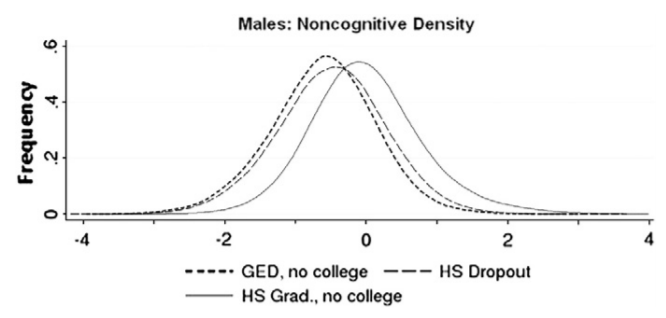 Males: Noncognitive Density
Frequency
.6
.4
.2
0
-4 -2 0 2 4
GED, no college HS Dropout
HS Grad., no college